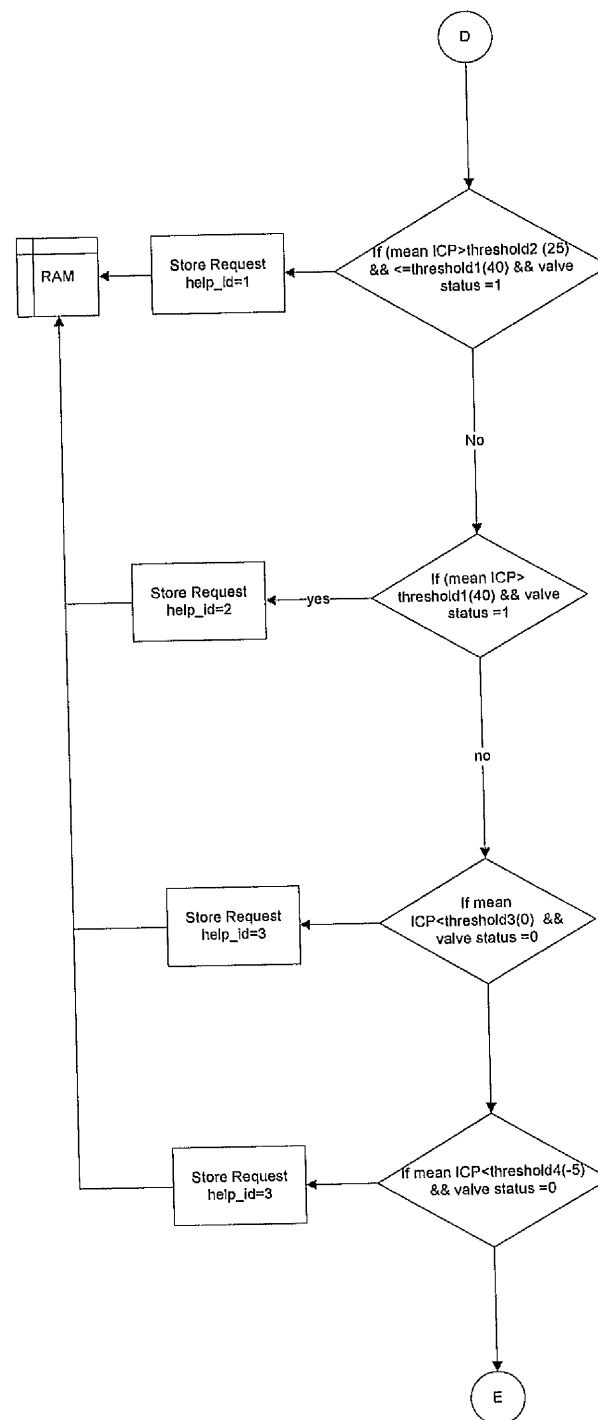 D
If (mean ICP>threshold2 (25)
&& <=threshold1(40) && valve
status =1
Store Request
help_id=1
RAM
No
If (mean ICP>
threshold1(40) && valve
status =1
yes
Store Request
help_id=2
no
If mean
ICP<threshold3(0) &&
valve status =0
Store Request
help_id=3
If mean ICP<threshold4(-5)
&& valve status =0
Store Request
help_id=3
E